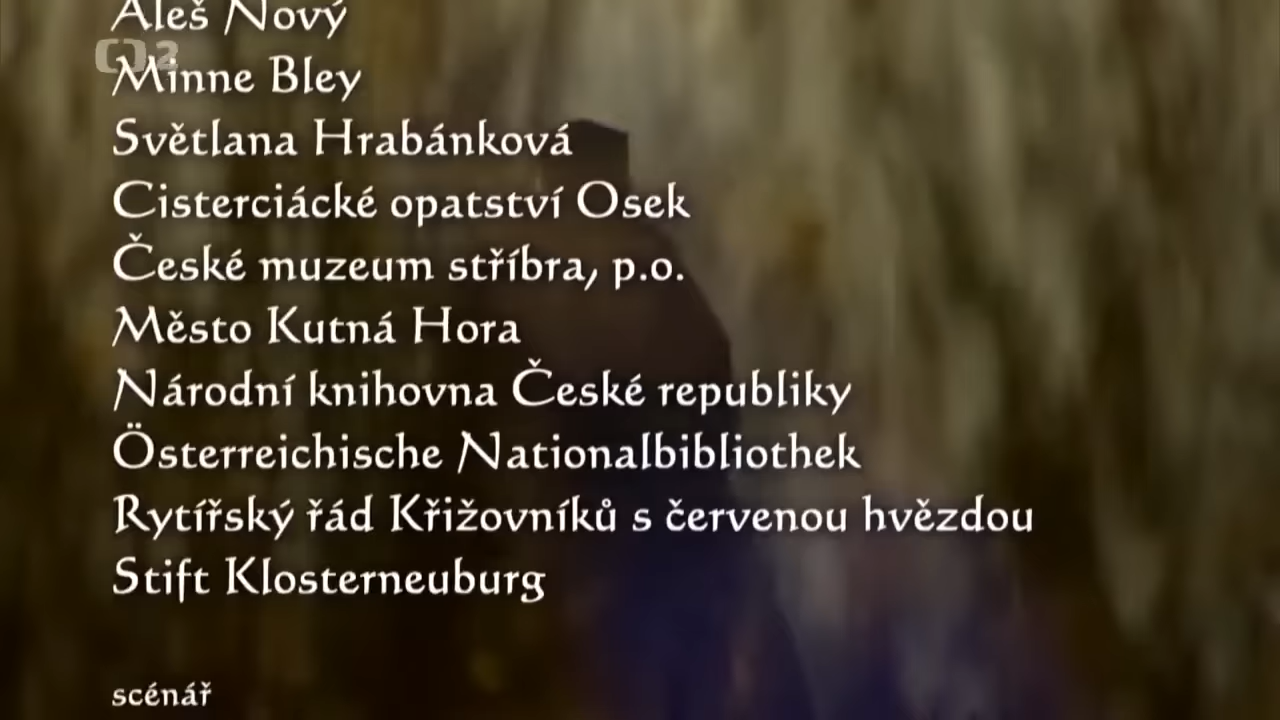 Aleš Nový
Minne Bley
Světlana Hrabánková
Cisterciácké opatství Osek
České muzeum stříbra, p.o.
Město Kutná Hora
Národní knihovna České republiky
Österreichische Nationalbibliothek
Rytířský řád Křižovníků s červenou hvězdou
Stift Klosterneuburg
scénář